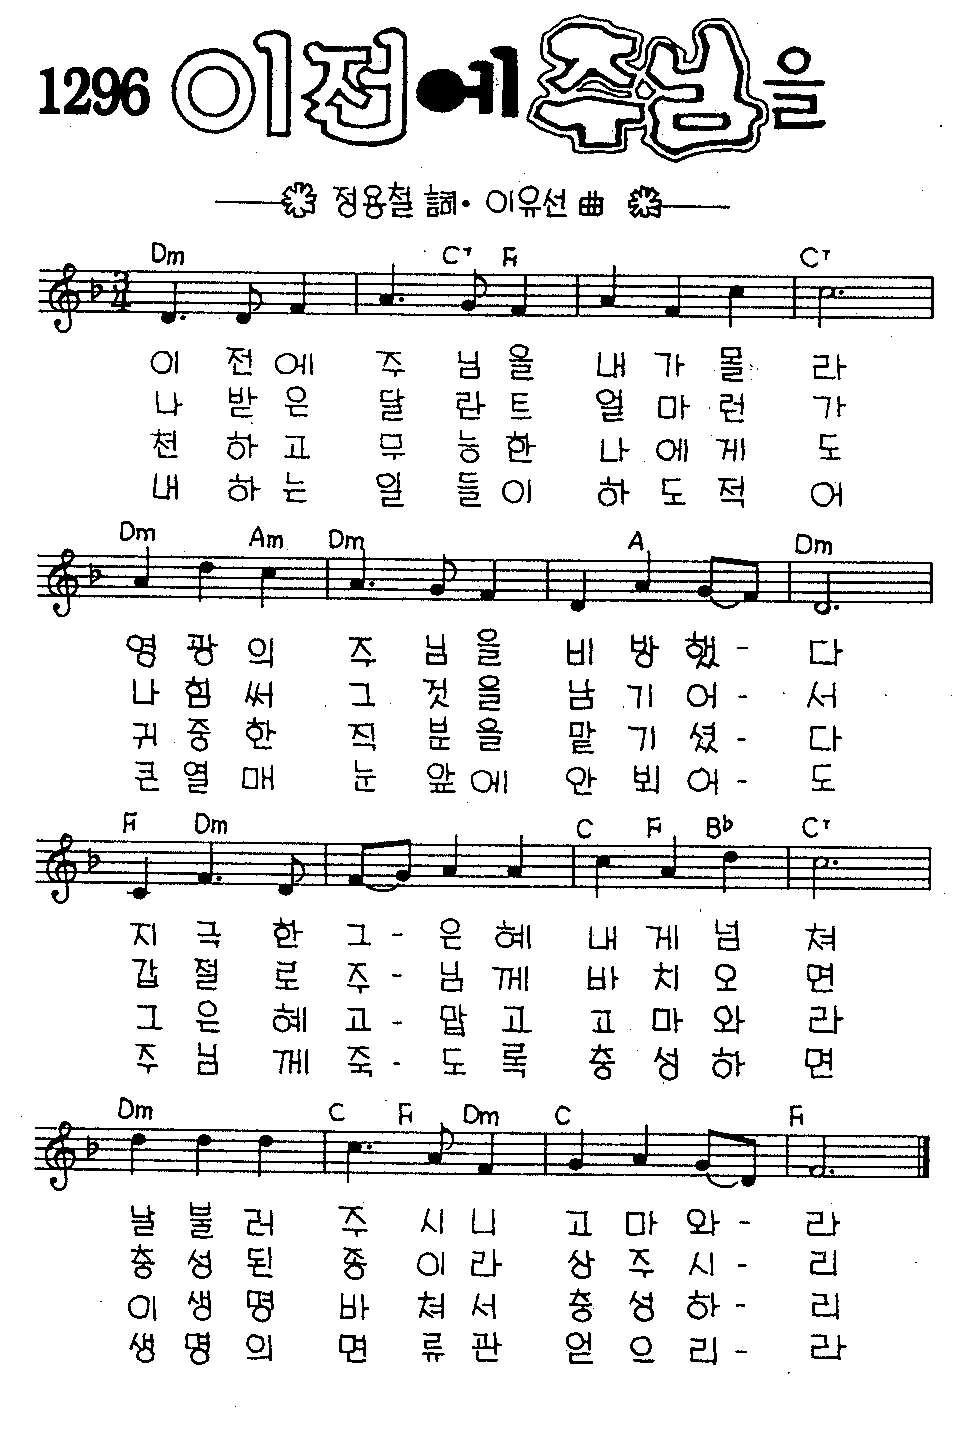 1296 이전에 주님을
정용철 詞· 이유선 曲
Dm C7 F C7
이 전에 주 님을 내 가 몰 라
나 받은 달 란트 얼 마 런 가
천 하고 무 능한 나 에 게 도
내 하는 일 들이 하 도 적 어
Dm Am Dm A Dm
영 광 의 주 님 을 비 방 했 - 다
나 힘 써 그 것 을 남 기 어 - 서
귀 중 한 직 분 을 맡 기 셨 - 다
큰 열 매 눈 앞 에 안 뵈 어 - 도
F Dm C F B♭ C7
지 극 한 그 - 은 혜 내 게 넘 쳐
갑 절 로 주 - 님 께 바 치 오 면
그 은 혜 고 - 맙 고 고 마 와 라
주 님 께 죽 - 도 록 충 성 하 면
Dm C F Dm C F
날 불 러 주 시 니 고 마 와 - 라
충 성 된 종 이 라 상 주 시 - 리
이 생 명 바 쳐 서 충 성 하 - 리
생 명 의 면 류 관 얻 으 리 - 라